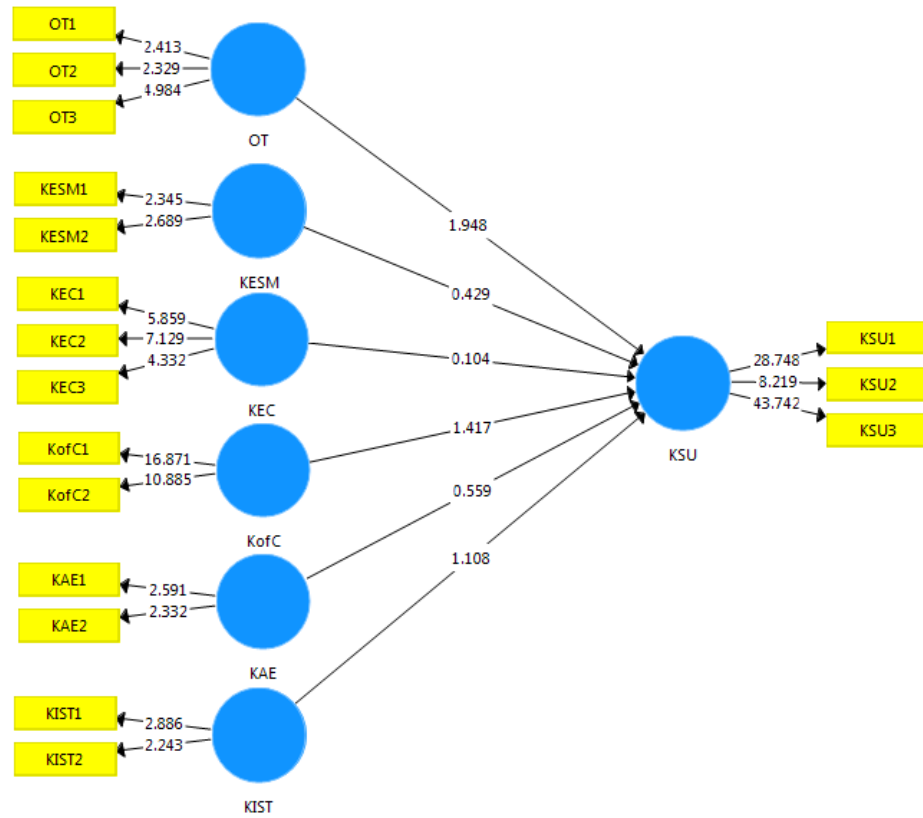 OT1
2.413
OT2
2.329
4.984
OT3
OT
KESM1
2.345
KESM2
2.689
KESM
KEC1
5.859
KEC2
7.129
KEC3
4.332
KEC
KofC1
16.871
KofC2
10.885
KofC
KAE1
2.591
KAE2
2.332
KAE
KIST1
2.886
KIST2
2.243
KIST
1.948
0.429
0.104
1.417
0.559
1.108
KSU
28.748
KSU1
8.219
KSU2
43.742
KSU3